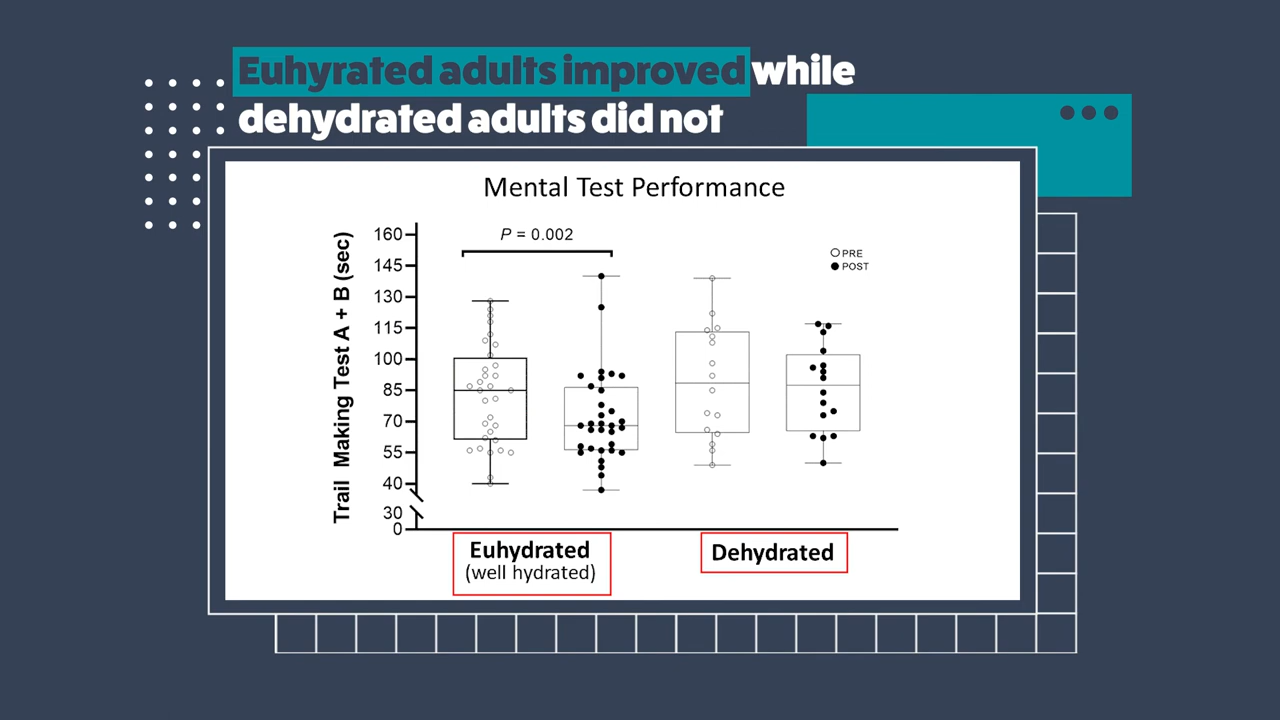 Euhyrated adults improved while
dehydrated adults did not
Mental Test Performance
Trail Making Test A + B (sec)
160
145
130
115
100
85
70
55
40
30
0
P = 0.002
PRE
POST
Euhydrated
(well hydrated)
Dehydrated